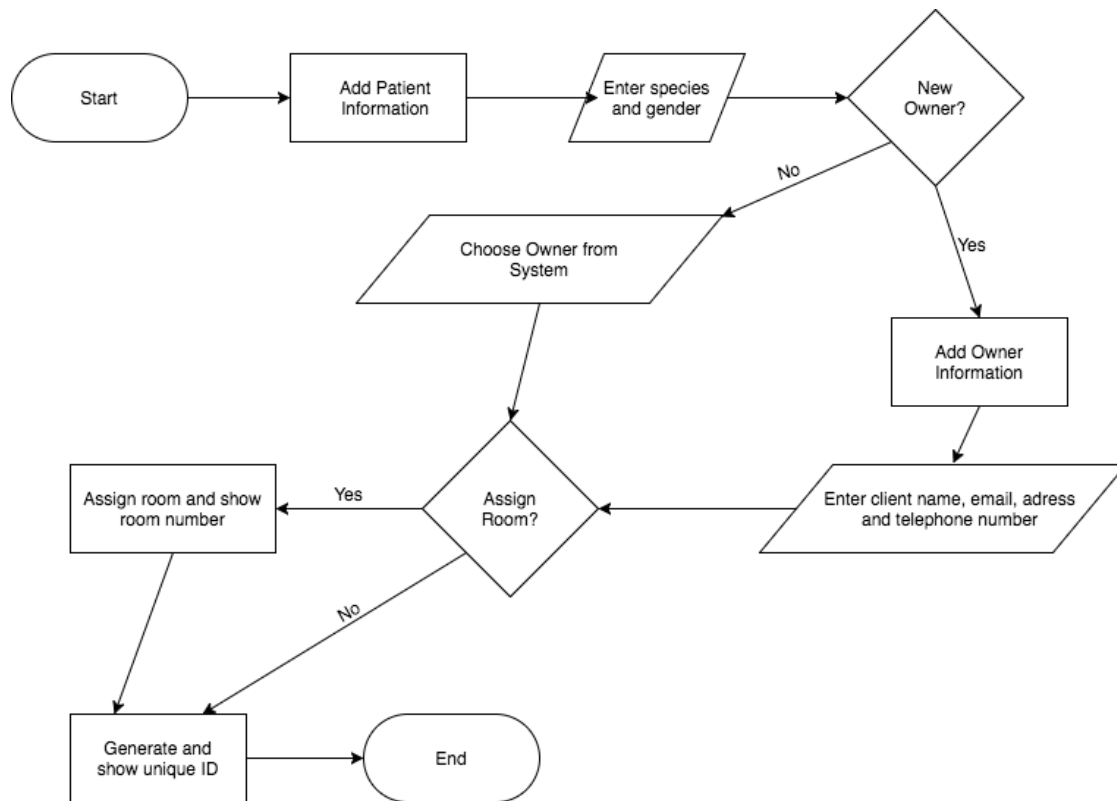 Start
Add Patient
Information
Enter species
and gender
New
Owner?
No
Yes
Choose Owner from
System
Add Owner
Information
Enter client name, email, adress
and telephone number
Assign
Room?
Yes
Assign room and show
room number
No
Generate and
show unique ID
End